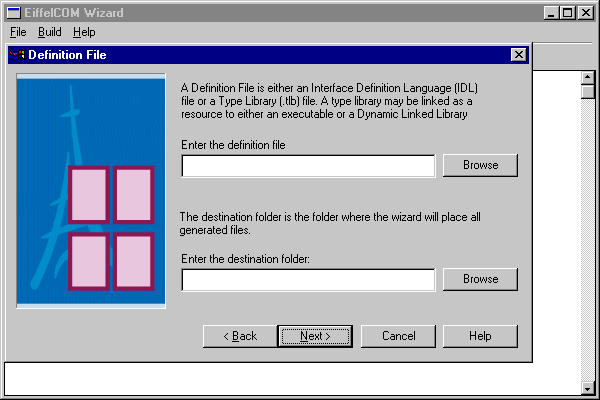 EiffelCOM Wizard
File Build Help
Definition File
A Definition File is either an Interface Definition Language (IDL)
file or a Type Library (.tlb) file. A type library may be linked as a
resource to either an executable or a Dynamic Linked Library
Enter the definition file
Browse
The destination folder is the folder where the wizard will place all
generated files.
Enter the destination folder:
Browse
< Back Next > Cancel Help